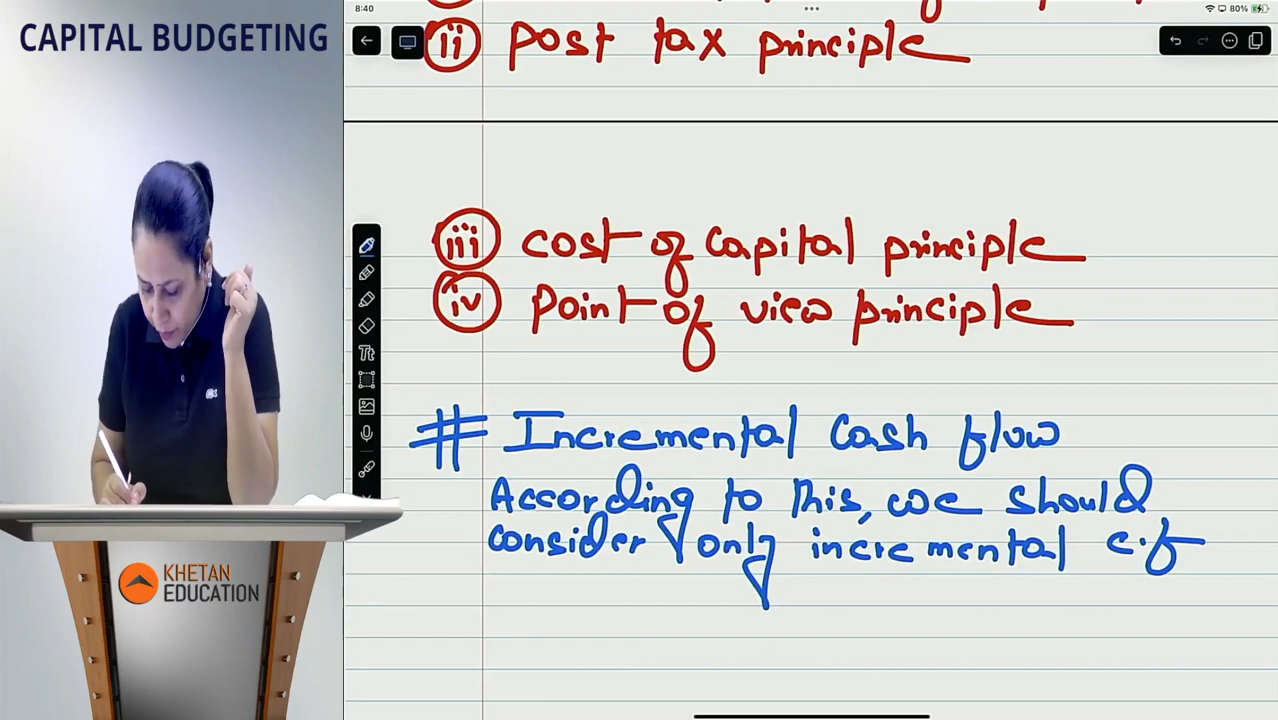 8:40
80%
CAPITAL BUDGETING
ii post tax principle
iii cost of capital principle
iv point of view principle
# Incremental cash flow
According to this, we should
consider only incremental c.f
Tt
KHETAN
EDUCATION